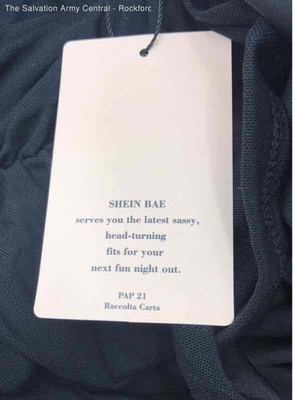 The Salvation Army Central - Rockford
SHEIN BAE
serves you the latest sassy,
head-turning
fits for your
next fun night out.
PAP 21
Raccolta Carta